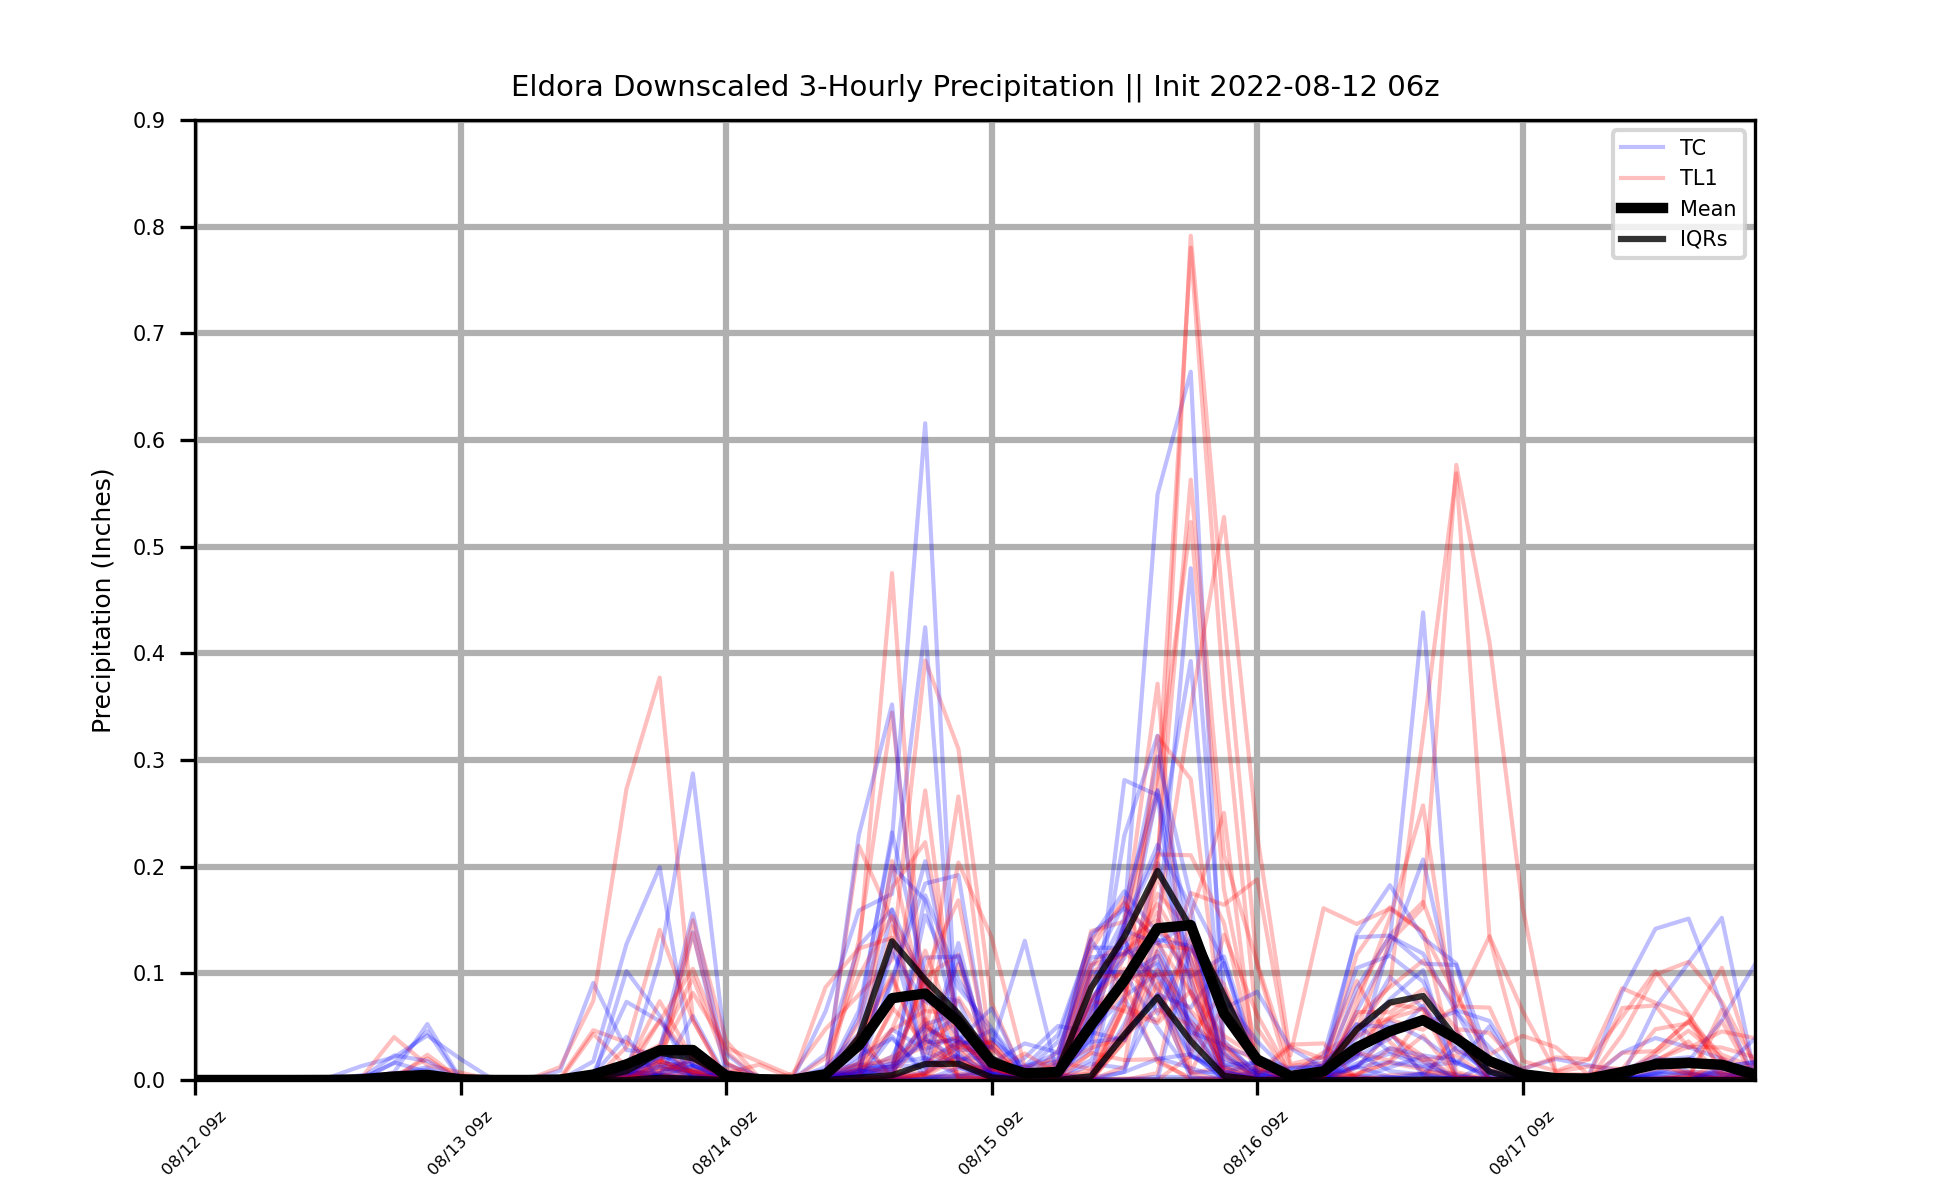 Eldora Downscaled 3-Hourly Precipitation || Init 2022-08-12 06z
TC
TL1
Mean
IQRs
Precipitation (Inches)
0.9
0.8
0.7
0.6
0.5
0.4
0.3
0.2
0.1
0.0
08/12 09z
08/13 09z
08/14 09z
08/15 09z
08/16 09z
08/17 09z